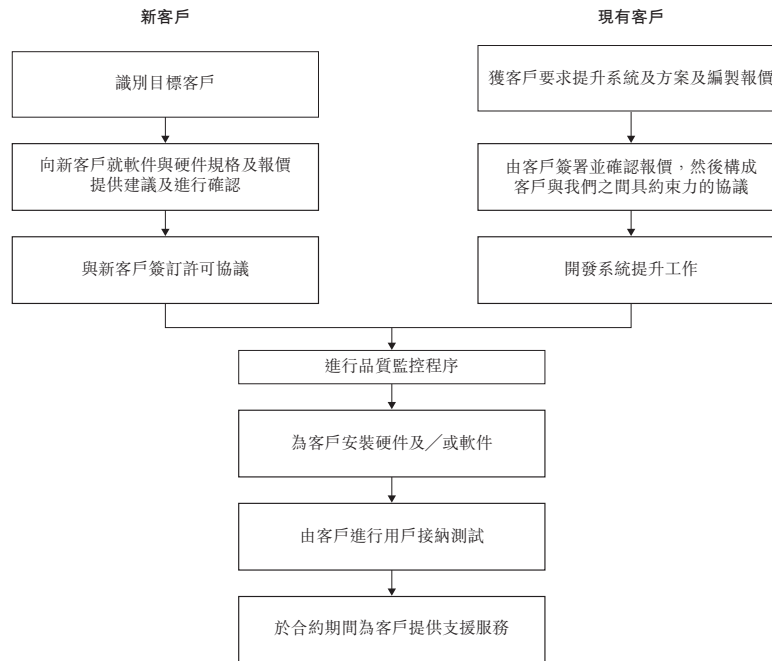 新客戶
識別目標客戶
向新客戶就軟件與硬件規格及報價
提供建議及進行確認
與新客戶簽訂許可協議
現有客戶
獲客戶要求提升系統及方案及編製報價
由客戶簽署並確認報價，然後構成
客戶與我們之間具約束力的協議
開發系統提升工作
進行品質監控程序
為客戶安裝硬件及╱或軟件
由客戶進行用戶接納測試
於合約期間為客戶提供支援服務